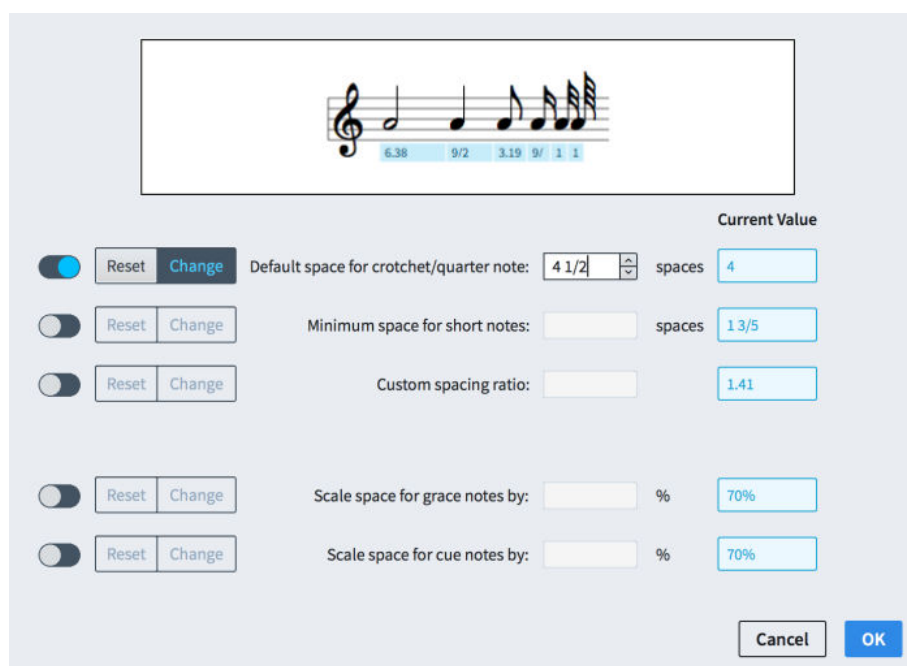 6.38 9/2 3.19 9/ 1 1
Current Value
Reset Change Default space for crotchet/quarter note: 4 1/2 spaces 4
Reset Change Minimum space for short notes: spaces 1 3/5
Reset Change Custom spacing ratio: 1.41
Reset Change Scale space for grace notes by: % 70%
Reset Change Scale space for cue notes by: % 70%
Cancel OK